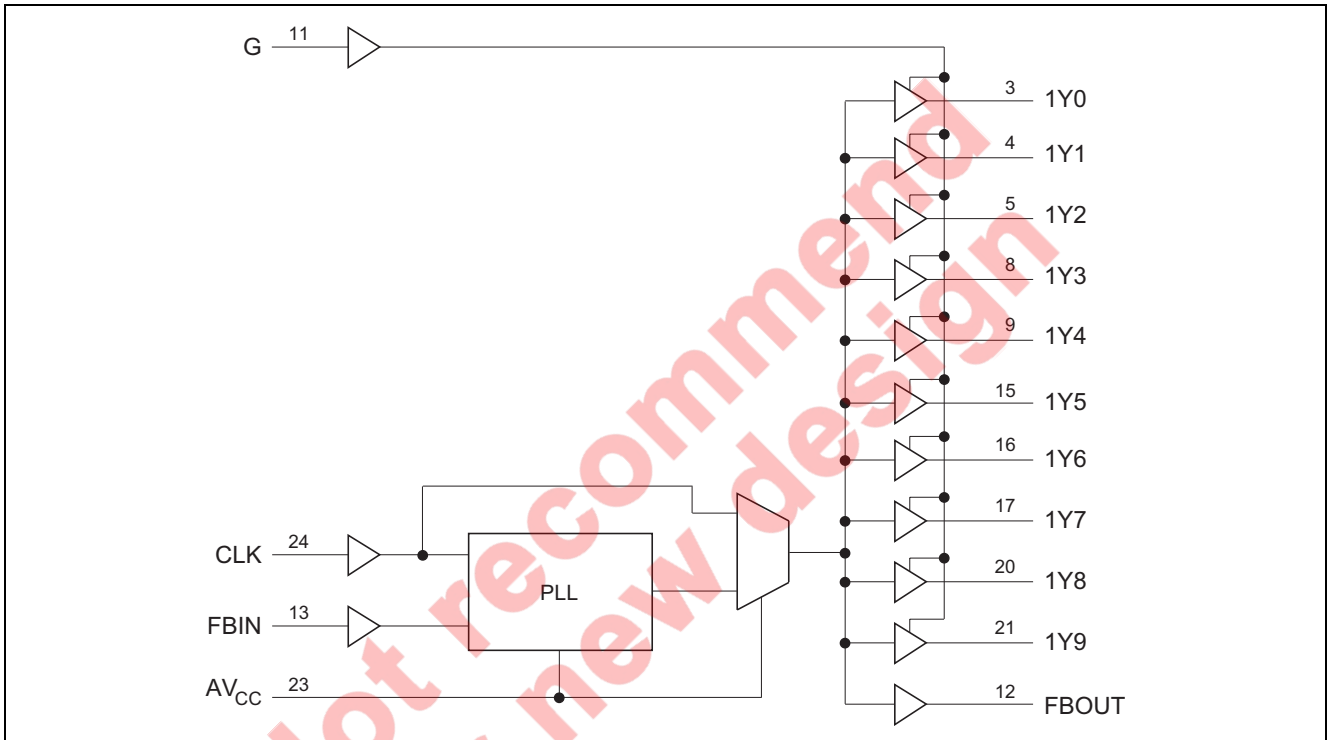 G 11
3 1Y0
4 1Y1
5 1Y2
8 1Y3
9 1Y4
15 1Y5
16 1Y6
17 1Y7
CLK 24
20 1Y8
PLL
FBIN 13
21 1Y9
AVCC 23
12 FBOUT
ot recommend
new design